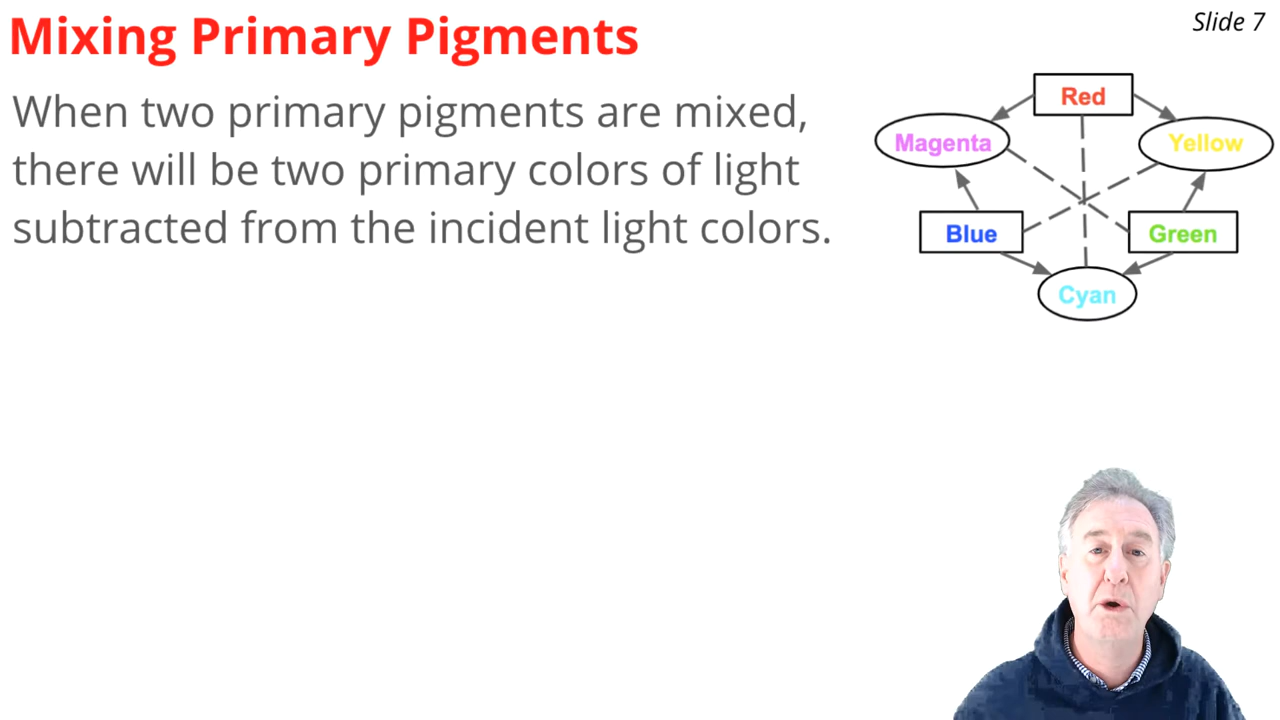 Mixing Primary Pigments
Slide 7
When two primary pigments are mixed,
there will be two primary colors of light
subtracted from the incident light colors.
Red
Magenta
Yellow
Blue
Green
Cyan